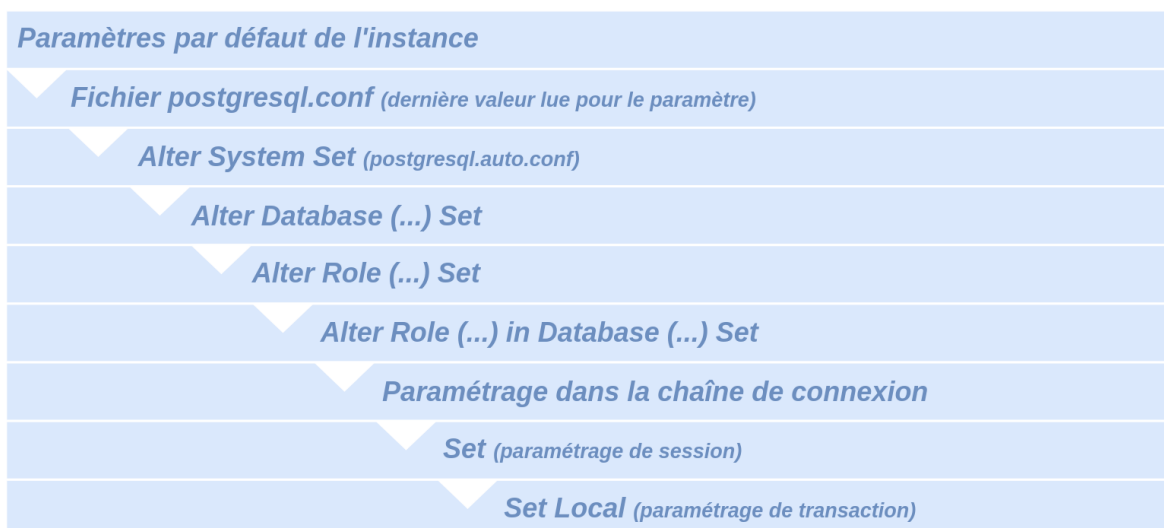 Paramètres par défaut de l'instance
Fichier postgresql.conf (dernière valeur lue pour le paramètre)
Alter System Set (postgresql.auto.conf)
Alter Database (...) Set
Alter Role (...) Set
Alter Role (...) in Database (...) Set
Paramétrage dans la chaîne de connexion
Set (paramétrage de session)
Set Local (paramétrage de transaction)